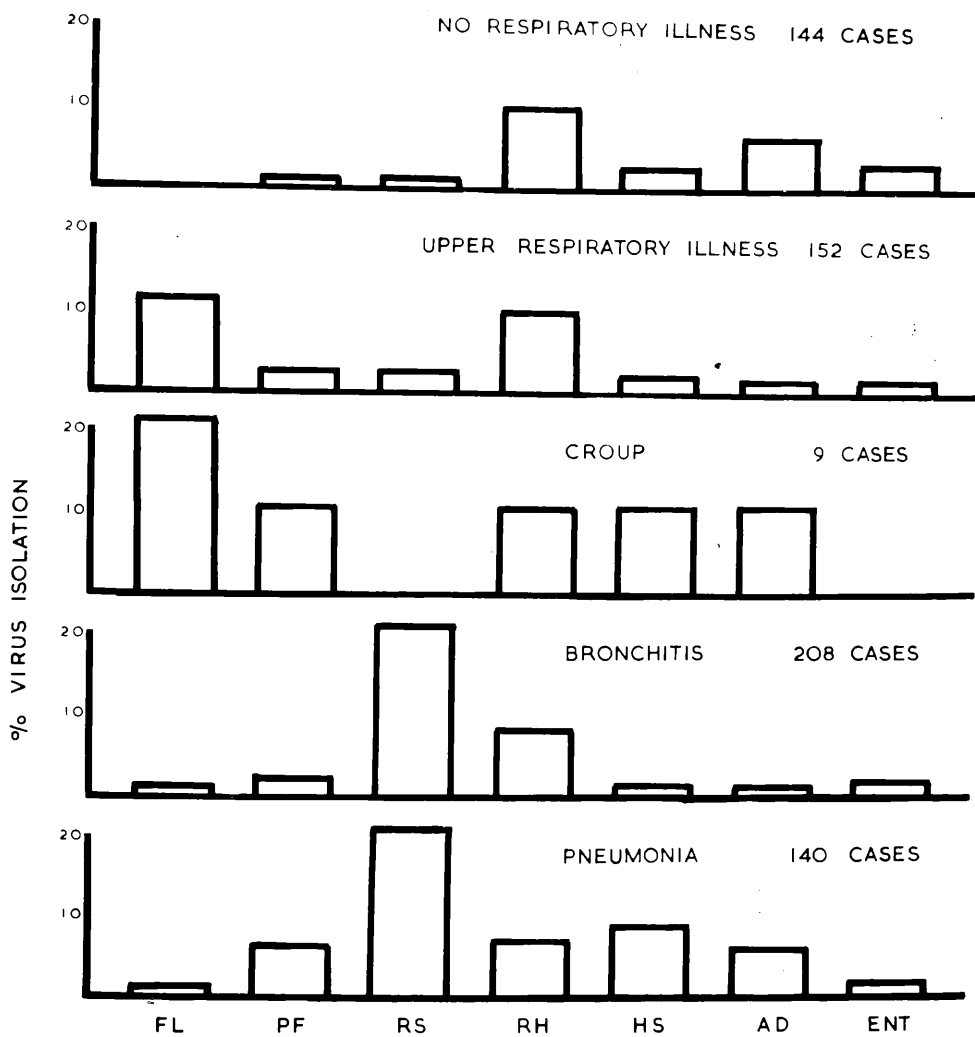 20
NO RESPIRATORY ILLNESS 144 CASES
10
20
UPPER RESPIRATORY ILLNESS 152 CASES
10
20
CROUP 9 CASES
10
% VIRUS ISOLATION
20
BRONCHITIS 208 CASES
10
20
PNEUMONIA 140 CASES
10
FL PF RS RH HS AD ENT